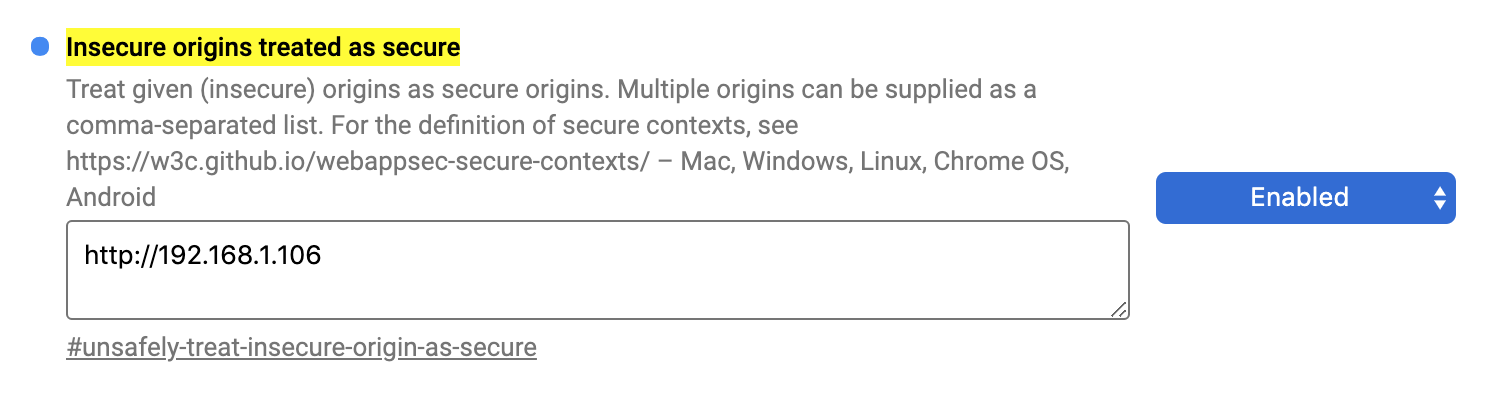 Insecure origins treated as secure
Treat given (insecure) origins as secure origins. Multiple origins can be supplied as a
comma-separated list. For the definition of secure contexts, see
https://w3c.github.io/webappsec-secure-contexts/ – Mac, Windows, Linux, Chrome OS,
Android
Enabled
http://192.168.1.106
#unsafely-treat-insecure-origin-as-secure